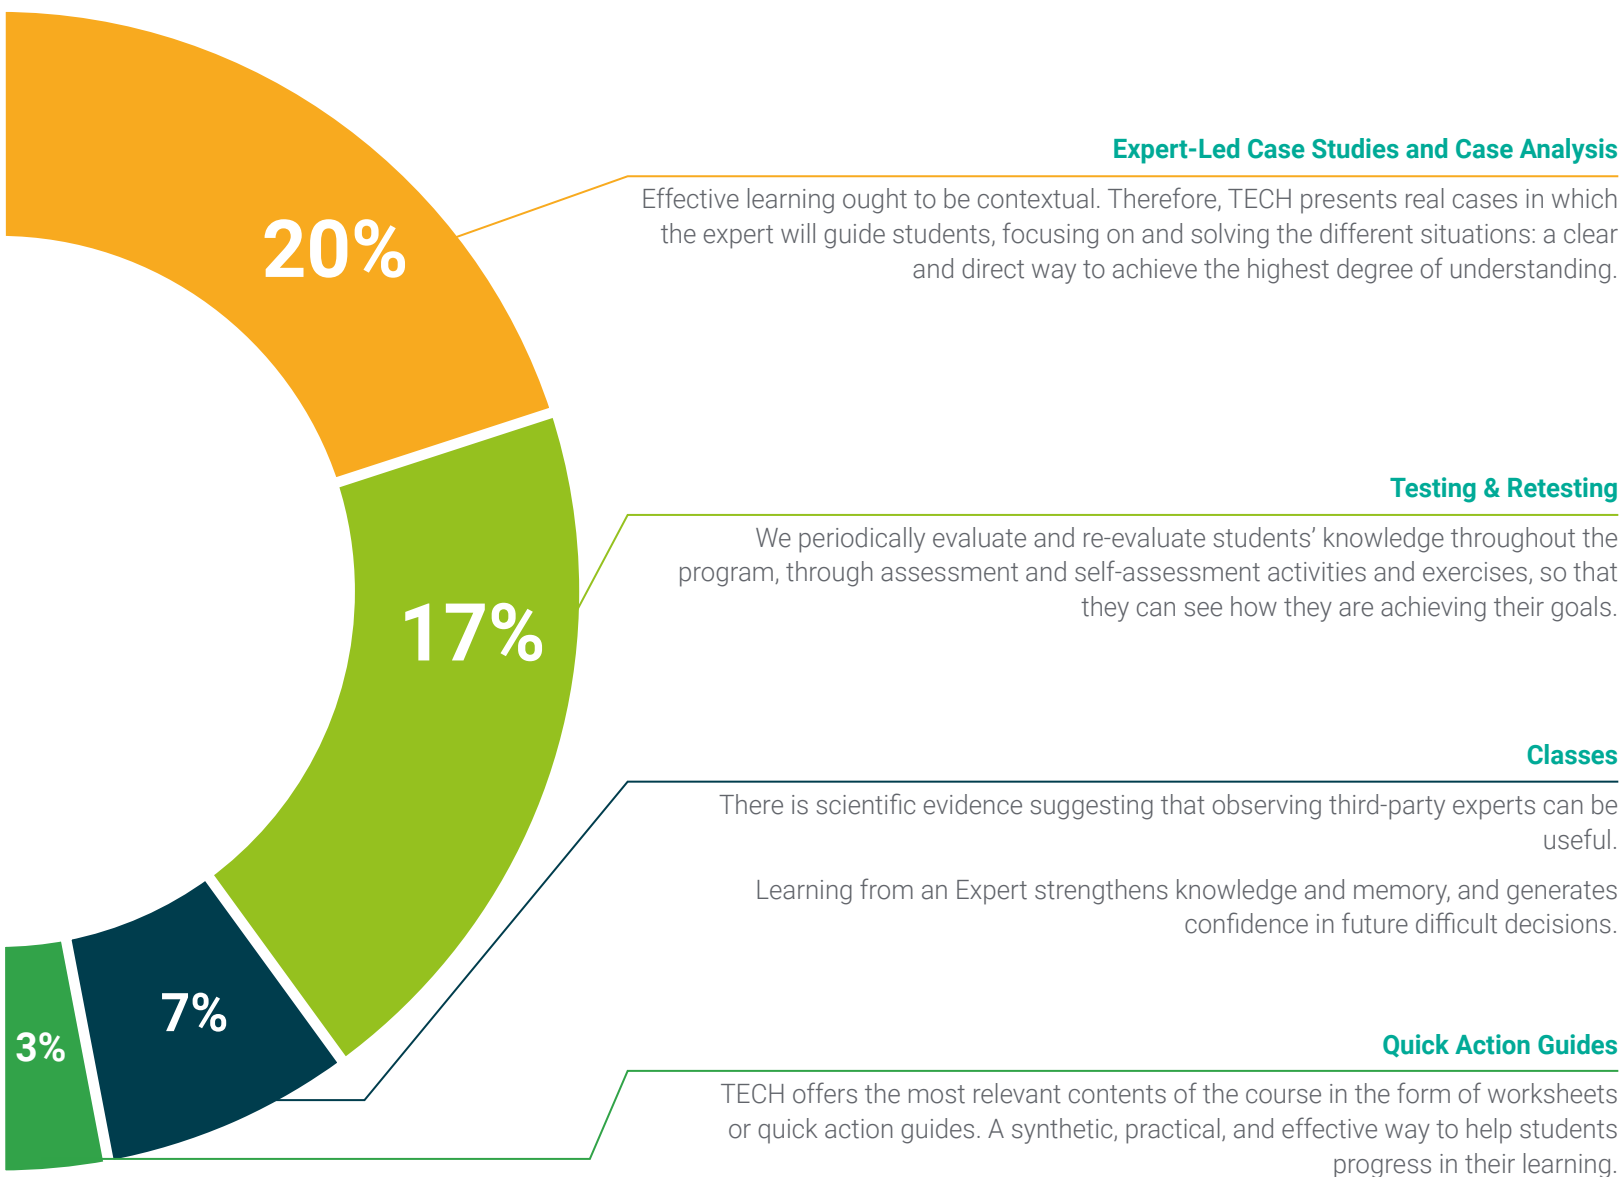 Expert-Led Case Studies and Case Analysis
Effective learning ought to be contextual. Therefore, TECH presents real cases in which
the expert will guide students, focusing on and solving the different situations: a clear
and direct way to achieve the highest degree of understanding.
20%
Testing & Retesting
We periodically evaluate and re-evaluate students’ knowledge throughout the
program, through assessment and self-assessment activities and exercises, so that
they can see how they are achieving their goals.
17%
Classes
There is scientific evidence suggesting that observing third-party experts can be
useful.
Learning from an Expert strengthens knowledge and memory, and generates
confidence in future difficult decisions.
7%
Quick Action Guides
TECH offers the most relevant contents of the course in the form of worksheets
or quick action guides. A synthetic, practical, and effective way to help students
progress in their learning.
3%